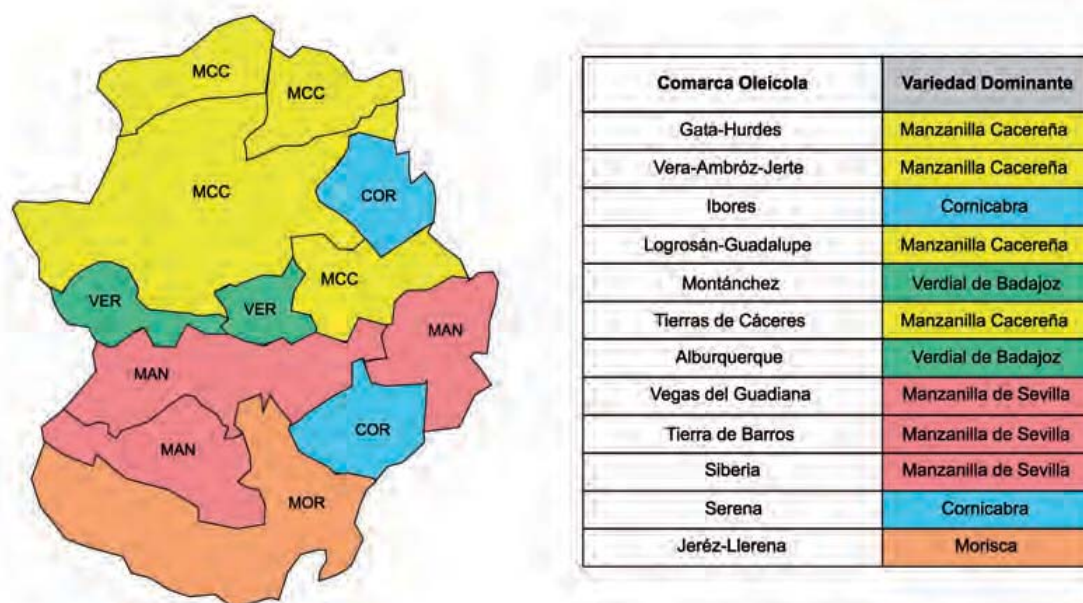 MCC
MCC
MCC
COR
MCC
VER
VER
MAN
MAN
MAN
COR
MOR
Comarca Oleicola Variedad Dominante
Gata-Hurdes Manzanilla Cacereña
Vera-Ambróz-Jerte Manzanilla Cacereña
Ibores Cornicabra
Logrosán-Guadalupe Manzanilla Cacereña
Montánchez Verdial de Badajoz
Tierras de Cáceres Manzanilla Cacereña
Alburquerque Verdial de Badajoz
Vegas del Guadiana Manzanilla de Sevilla
Tierra de Barros Manzanilla de Sevilla
Siberia Manzanilla de Sevilla
Serena Cornicabra
Jeréz-Llerena Morisca